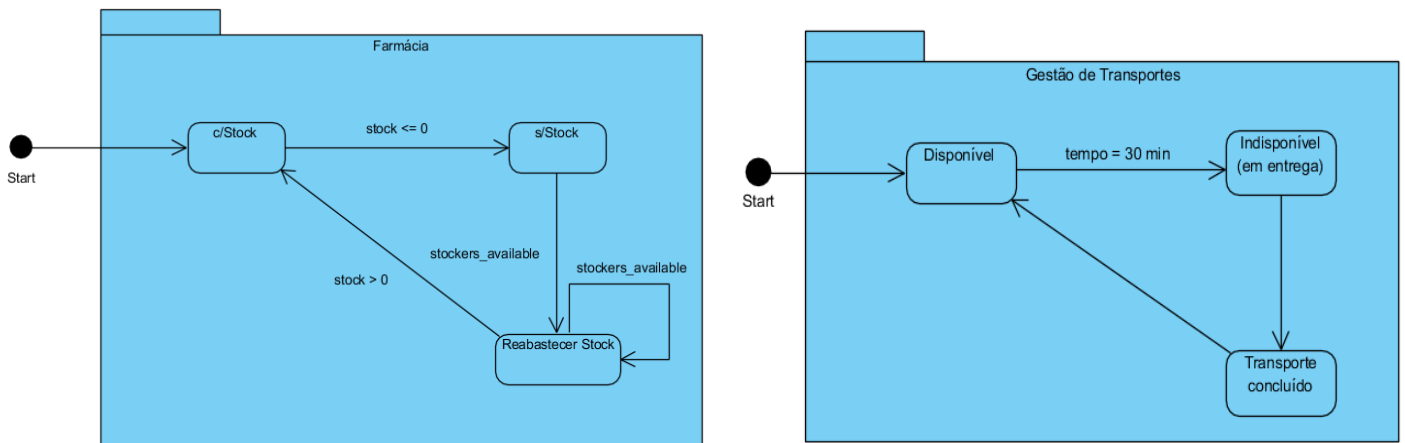 Farmácia
c/Stock
stock <= 0
s/Stock
Start
stockers_available
stockers_available
stock > 0
Reabastecer Stock
Gestão de Transportes
Disponível
tempo = 30 min
Indisponível
(em entrega)
Start
Transporte
concluído